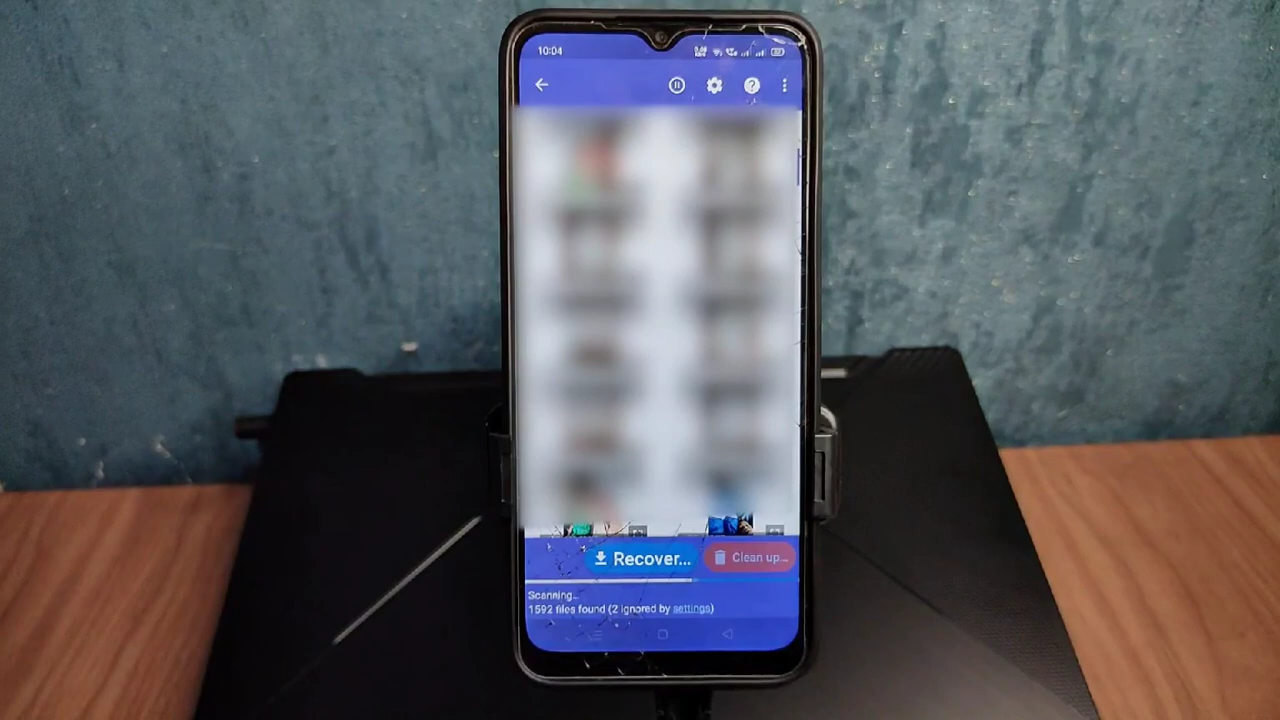 10:04
Recover...
Clean up...
Scanning...
1592 files found (2 ignored by settings)